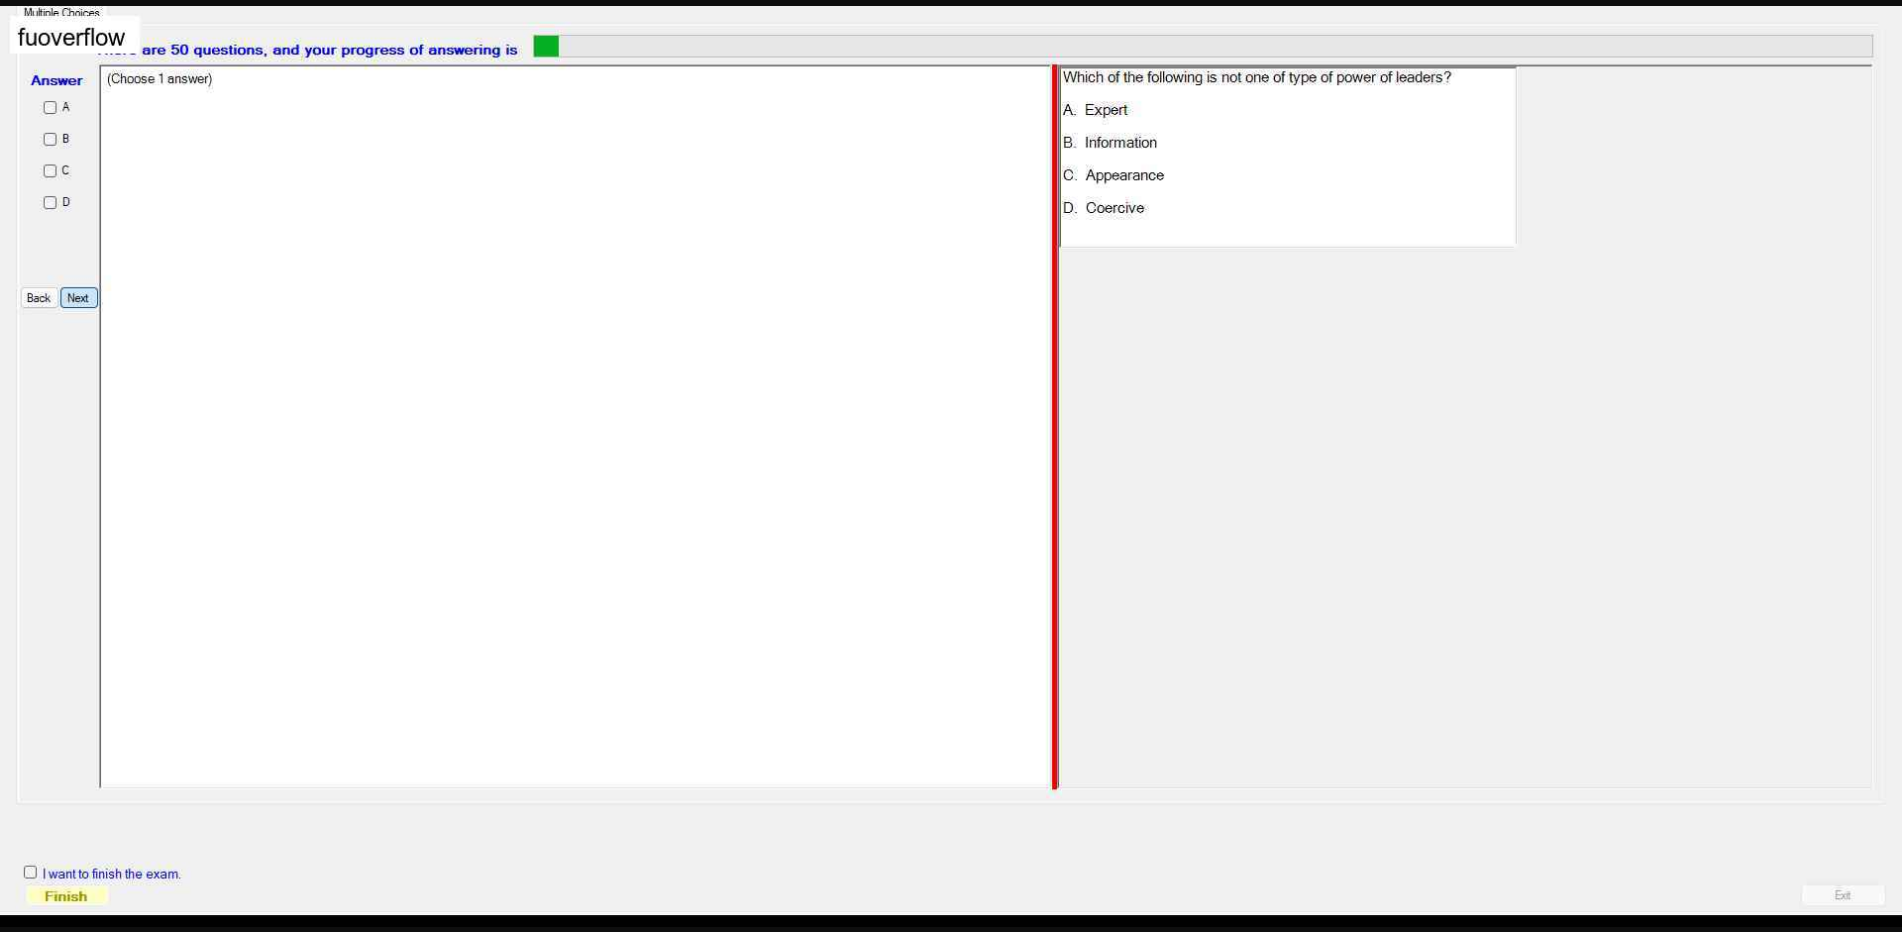 Multiple Choices
fuoverflow
are 50 questions, and your progress of answering is
Answer
(Choose 1 answer)
A
B
C
D
Back
Next
Which of the following is not one of type of power of leaders?
A. Expert
B. Information
C. Appearance
D. Coercive
I want to finish the exam.
Finish
Exit